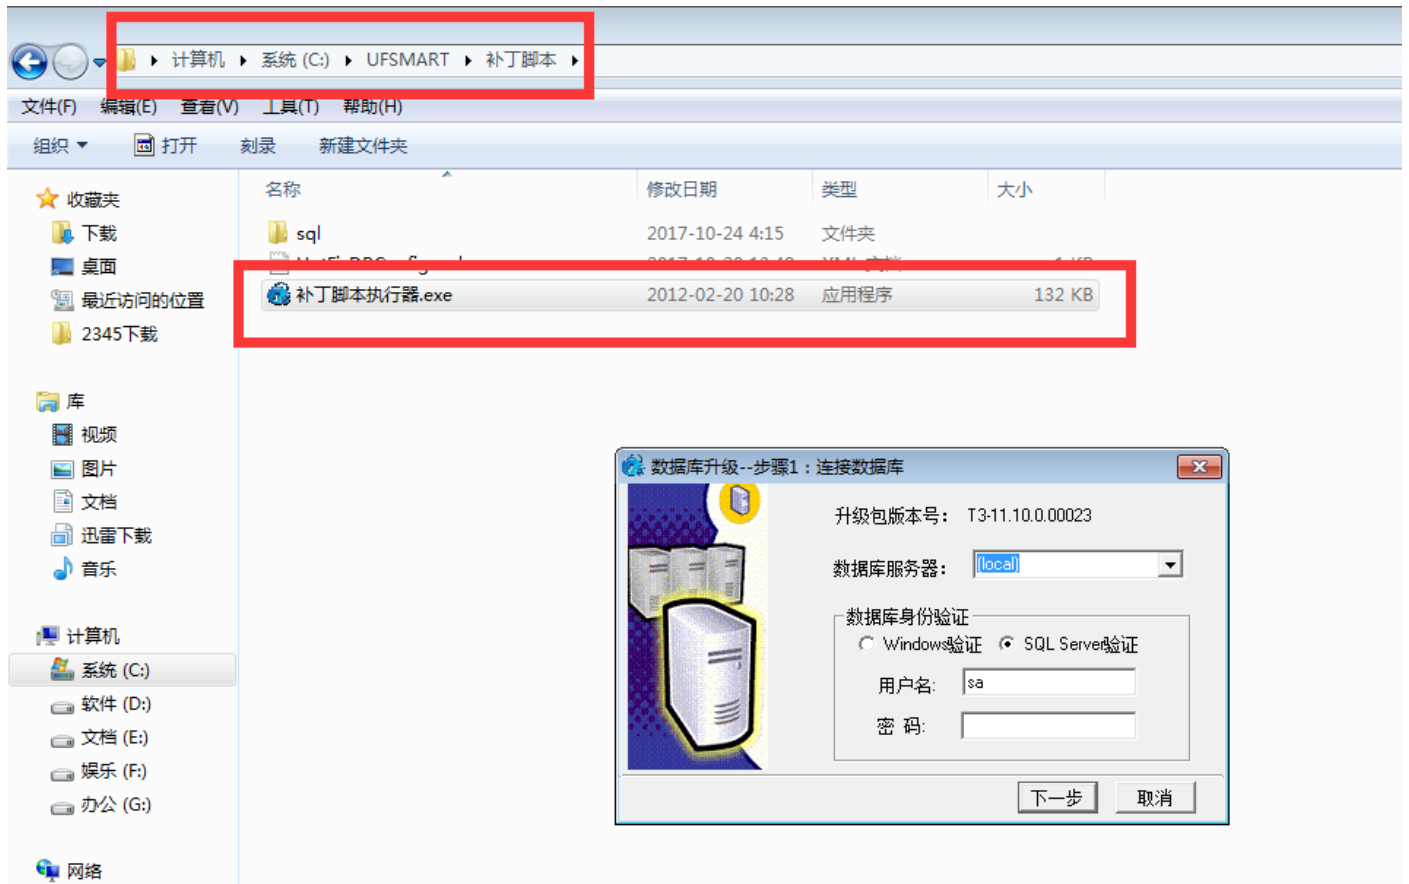 计算机 系统 (C:) UFSMART 补丁脚本
文件(F) 编辑(E) 查看(V) 工具(T) 帮助(H)
组织 打开 刻录 新建文件夹
名称 修改日期 类型 大小
收藏夹
下载
桌面
最近访问的位置
2345下载
库
视频
图片
文档
迅雷下载
音乐
计算机
系统 (C:)
软件 (D:)
文档 (E:)
娱乐 (F:)
办公 (G:)
网络
sql 2017-10-24 4:15 文件夹
补丁脚本执行器.exe 2012-02-20 10:28 应用程序 132 KB
数据库升级--步骤1：连接数据库
升级包版本号： T3-11.10.0.00023
数据库服务器： (local)
数据库身份验证
Windows验证 SQL Server验证
用户名: sa
密 码:
下一步 取消